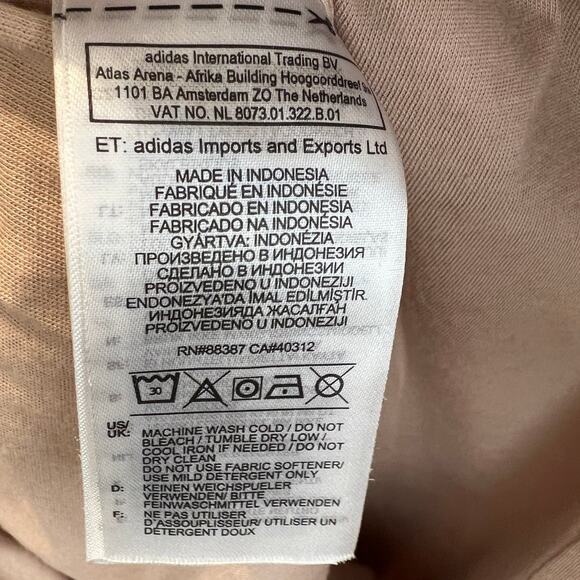 adidas International Trading BV
Atlas Arena - Afrika Building Hoogoorddreef
1101 BA Amsterdam ZO The Netherlands
VAT NO. NL 8073.01.322.B.01
ET: adidas Imports and Exports Ltd
MADE IN INDONESIA
FABRIQUÉ EN INDONÉSIE
FABRICADO EN INDONESIA
FABRICADO NA INDONÉSIA
GYÁRTVA: INDONÉZIA
ПРОИЗВЕДЕНО В ИНДОНЕЗИЯ
СДЕЛАНО В ИНДОНЕЗИИ
PROIZVEDENO U INDONEZIJI
ENDONEZYA'DA İMAL EDİLMİŞTİR.
ИНДОНЕЗИЯДА ЖАСАЛҒАН
PROIZVEDENO U INDONEZIJI
RN#88387 CA#40312
30
US/
UK: MACHINE WASH COLD / DO NOT
BLEACH / TUMBLE DRY LOW /
COOL IRON IF NEEDED / DO NOT
DRY CLEAN
DO NOT USE FABRIC SOFTENER/
USE MILD DETERGENT ONLY
D: KEINEN WEICHSPUELER
VERWENDEN/ BITTE
FEINWASCHMITTEL VERWENDEN
F: NE PAS UTILISER
D'ASSOUPLISEUR/ UTILISER UN
DÉTERGENT DOUX